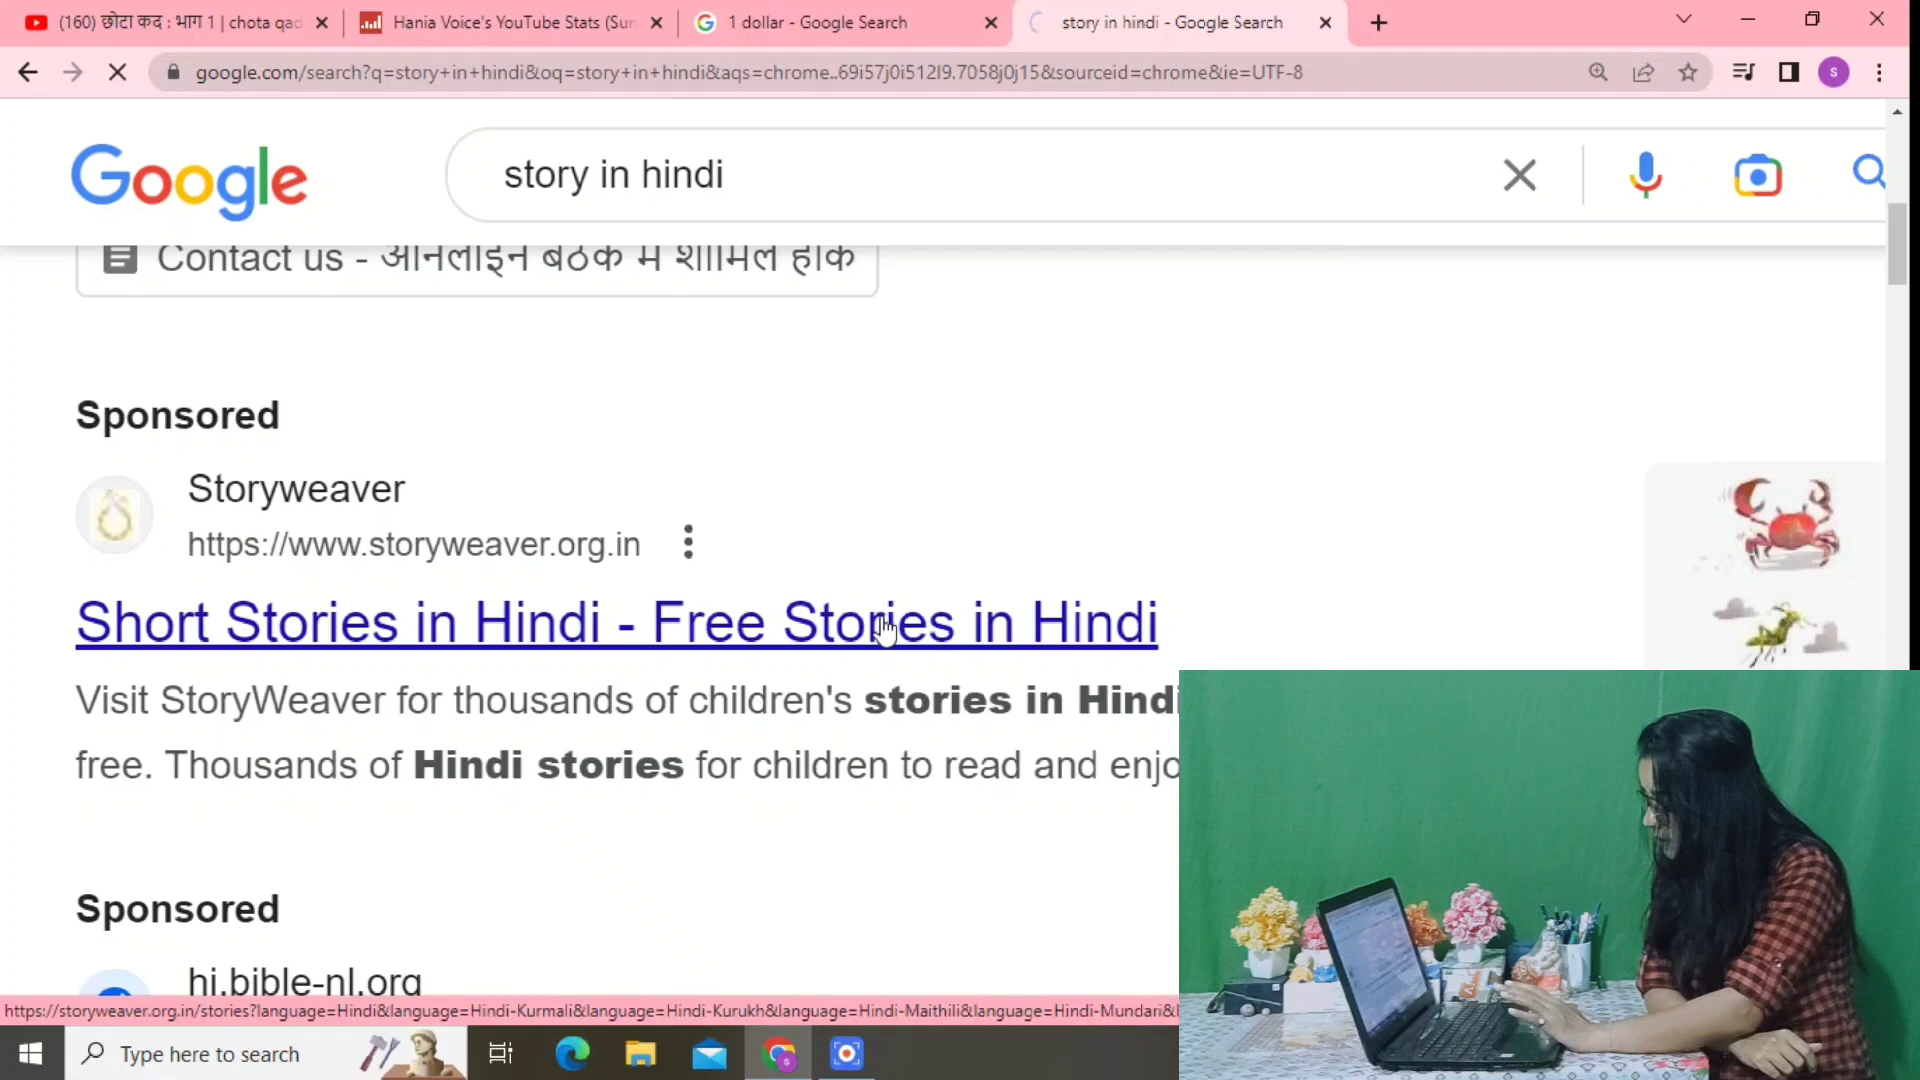 (160) छोटा कद : भाग 1 | chota qad
Hania Voice's YouTube Stats (Sum
1 dollar - Google Search
story in hindi - Google Search
google.com/search?q=story+in+hindi&oq=story+in+hindi&aqs=chrome..69i57j0i512l9.7058j0j15&sourceid=chrome&ie=UTF-8
S
Google
story in hindi
Contact us - ऑनलाइन बैठक में शामिल होकि
Sponsored
Storyweaver
https://www.storyweaver.org.in
Short Stories in Hindi - Free Stories in Hindi
Visit StoryWeaver for thousands of children's stories in Hindi
free. Thousands of Hindi stories for children to read and enjo
Sponsored
hi.bible-nl.org
https://storyweaver.org.in/stories?language=Hindi&language=Hindi-Kurmali&language=Hindi-Kurukh&language=Hindi-Maithili&language=Hindi-Mundari&l
Type here to search